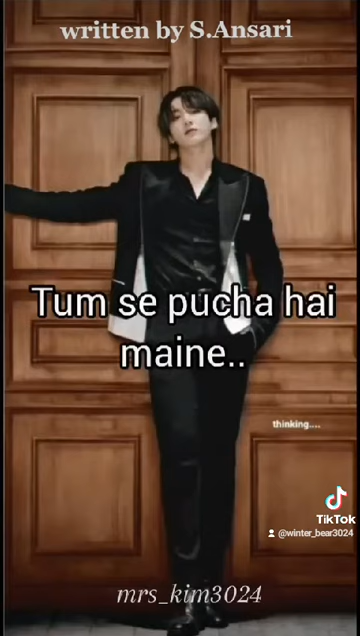 written by S.Ansari
Tum se pucha hai
maine..
thinking....
TikTok
@winter_bear3024
mrs_kim3024